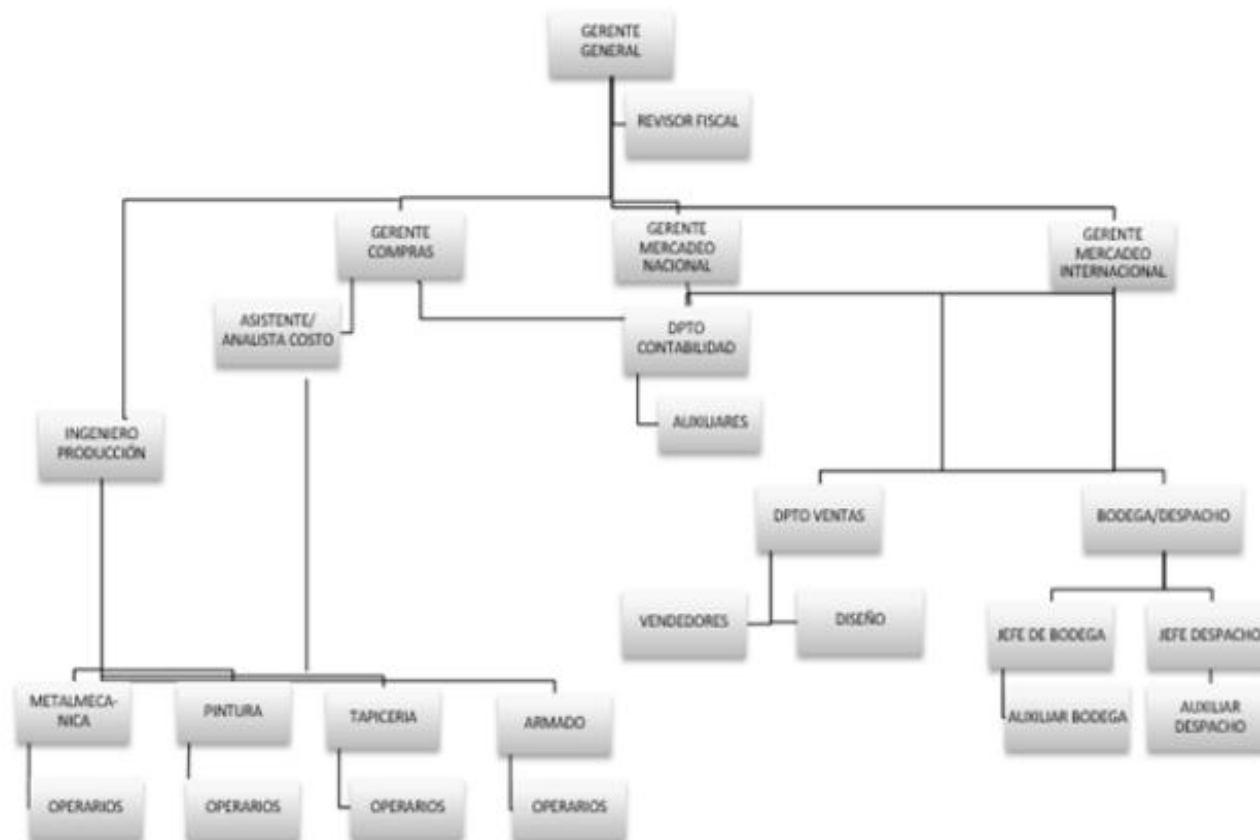 GERENTE
GENERAL
REVISOR FISCAL
GERENTE
COMPRAS
GERENTE
MERCADEO
NACIONAL
GERENTE
MERCADEO
INTERNACIONAL
ASISTENTE/
ANALISTA COSTO
DPTO
CONTABILIDAD
AUXILIARES
INGENIERO
PRODUCCIÓN
DPTO VENTAS
BODEGA/DESPACHO
VENDEDORES
DISEÑO
JEFE DE BODEGA
JEFE DESPACHO
METALMECA-
NICA
PINTURA
TAPICERIA
ARMADO
AUXILIAR BODEGA
AUXILIAR
DESPACHO
OPERARIOS
OPERARIOS
OPERARIOS
OPERARIOS